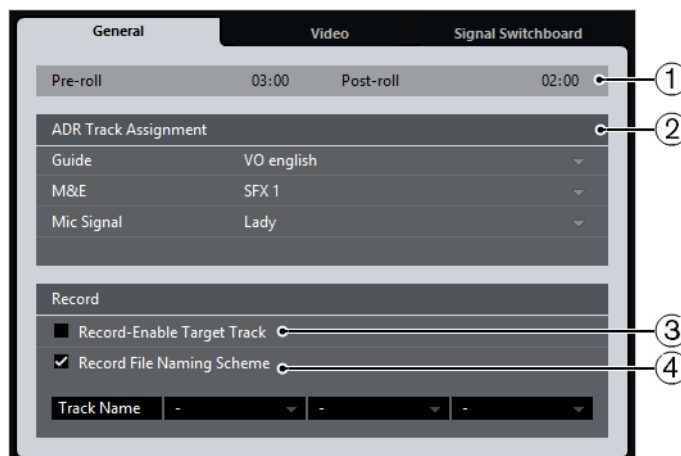 General Video Signal Switchboard
Pre-roll 03:00 Post-roll 02:00 1
ADR Track Assignment 2
Guide VO english
M&E SFX 1
Mic Signal Lady
Record
Record-Enable Target Track 3
Record File Naming Scheme 4
Track Name - - -